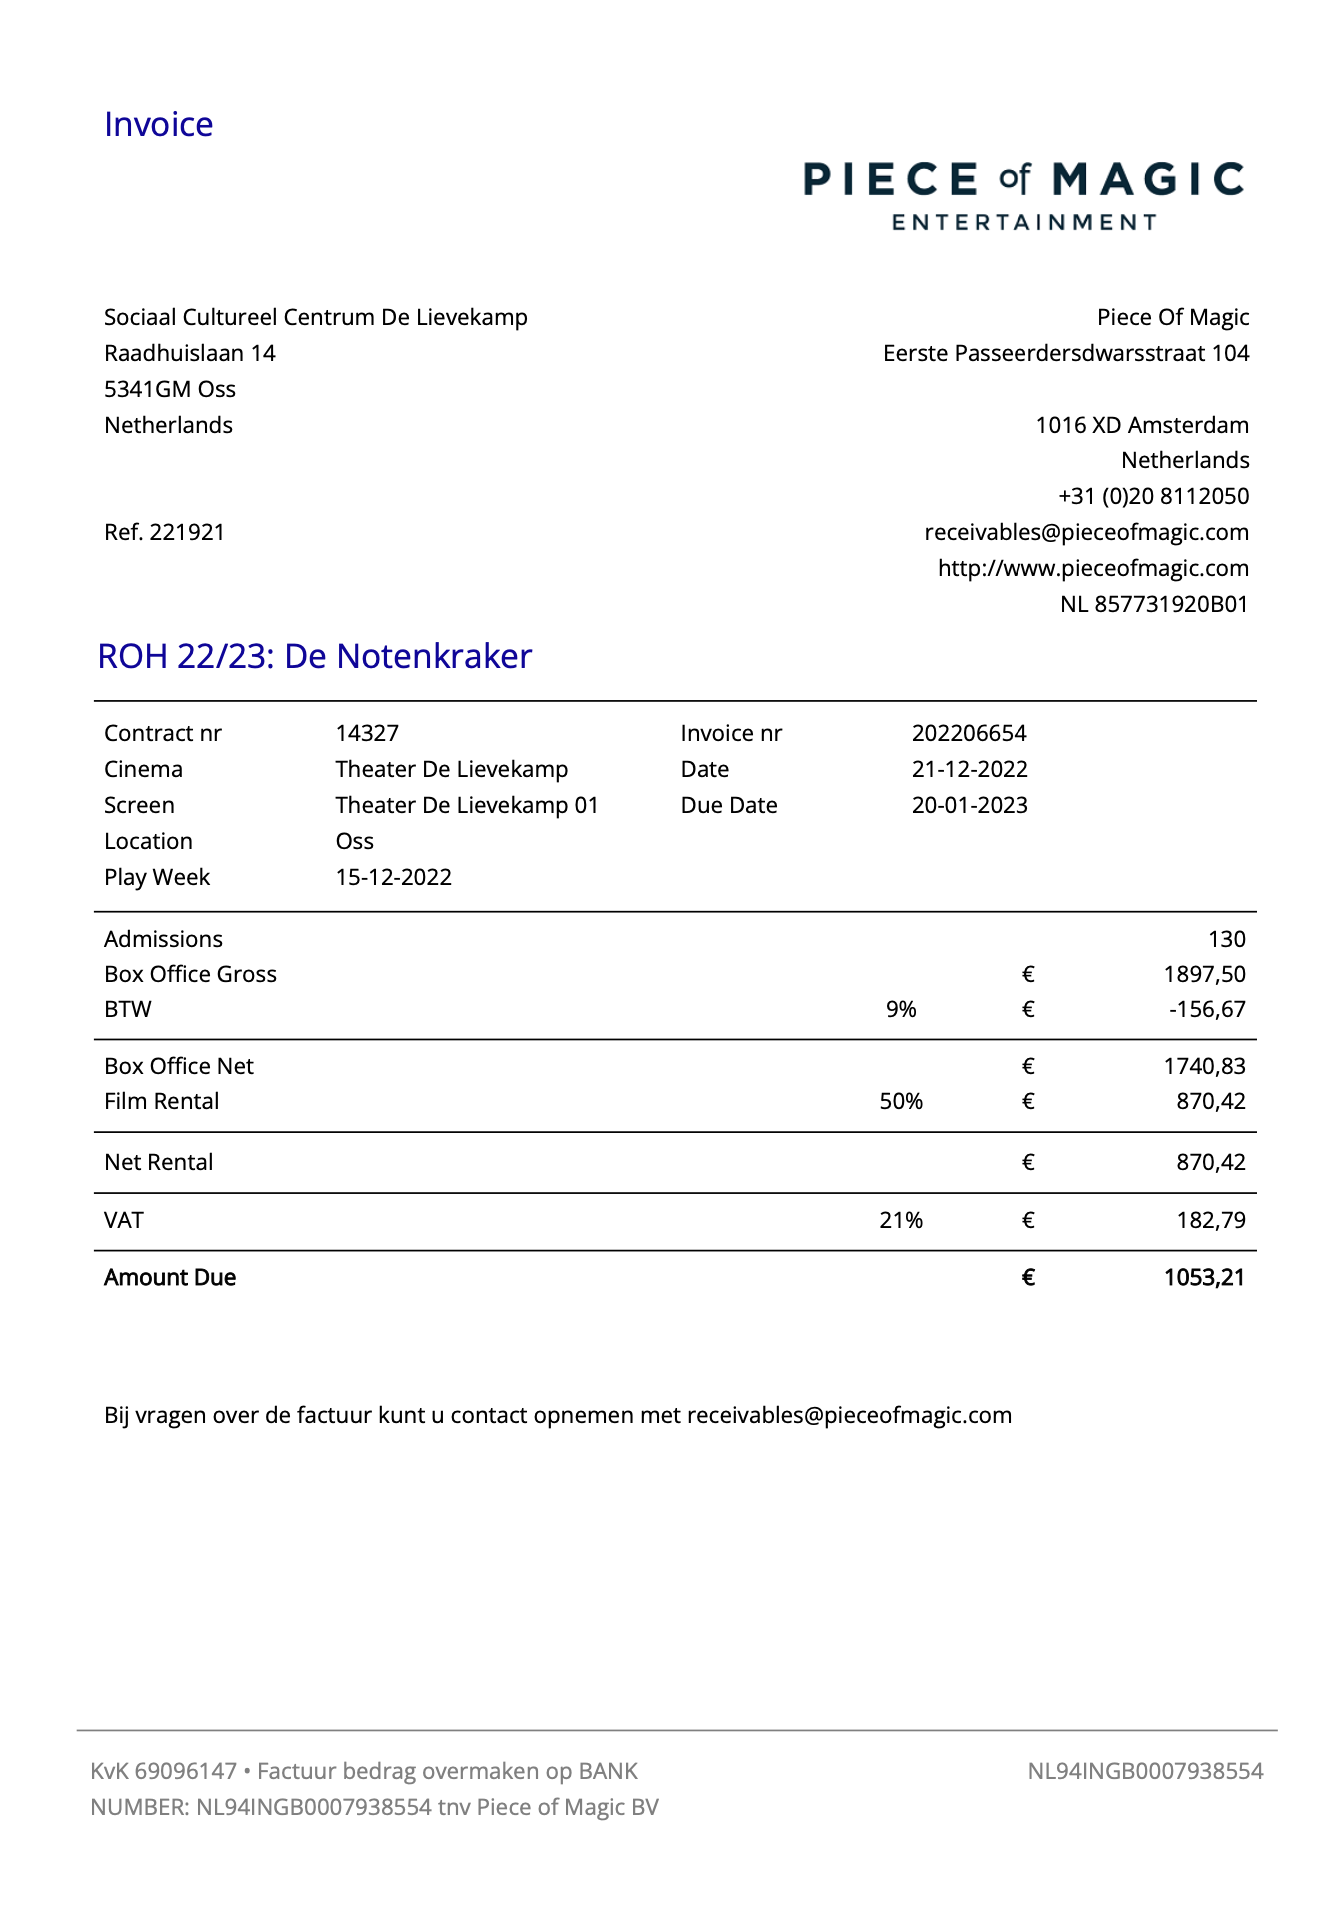 Invoice
PIECE of MAGIC
ENTERTAINMENT
Sociaal Cultureel Centrum De Lievekamp
Raadhuislaan 14
5341GM Oss
Netherlands
Ref. 221921
Piece Of Magic
Eerste Passeerdersdwarsstraat 104
1016 XD Amsterdam
Netherlands
+31 (0)20 8112050
receivables@pieceofmagic.com
http://www.pieceofmagic.com
NL 857731920B01
ROH 22/23: De Notenkraker
Contract nr 14327 Invoice nr 202206654
Cinema Theater De Lievekamp Date 21-12-2022
Screen Theater De Lievekamp 01 Due Date 20-01-2023
Location Oss
Play Week 15-12-2022
Admissions 130
Box Office Gross € 1897,50
BTW 9% € -156,67
Box Office Net € 1740,83
Film Rental 50% € 870,42
Net Rental € 870,42
VAT 21% € 182,79
Amount Due € 1053,21
Bij vragen over de factuur kunt u contact opnemen met receivables@pieceofmagic.com
KvK 69096147 • Factuur bedrag overmaken op BANK NL94INGB0007938554
NUMBER: NL94INGB0007938554 tnv Piece of Magic BV